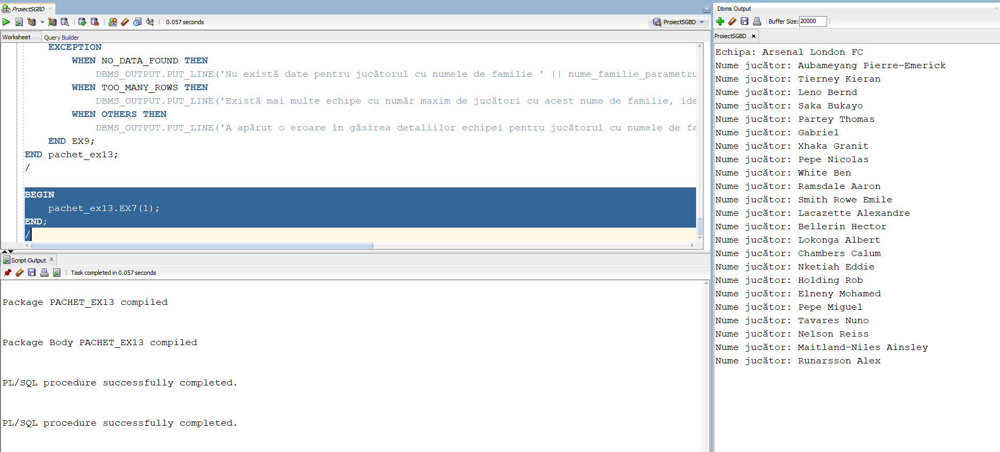 ProiectSGBD
0.057 seconds
ProiectSGBD
Worksheet
Query Builder
EXCEPTION
WHEN NO_DATA_FOUND THEN
DBMS_OUTPUT.PUT_LINE('Nu există date pentru jucătorul cu numele de familie ' || nume_familie_parametru
WHEN TOO_MANY_ROWS THEN
DBMS_OUTPUT.PUT_LINE('Există mai multe echipe cu număr maxim de jucători cu acest nume de familie, ide
WHEN OTHERS THEN
DBMS_OUTPUT.PUT_LINE('A apărut o eroare în găsirea detaliilor echipei pentru jucătorul cu numele de fa
END EX9;
END pachet_ex13;
/
BEGIN
pachet_ex13.EX7(1);
END;
/
Script Output
Task completed in 0.057 seconds
Package PACHET_EX13 compiled
Package Body PACHET_EX13 compiled
PL/SQL procedure successfully completed.
PL/SQL procedure successfully completed.
Dbms Output
Buffer Size: 20000
ProiectSGBD
Echipa: Arsenal London FC
Nume jucător: Aubameyang Pierre-Emerick
Nume jucător: Tierney Kieran
Nume jucător: Leno Bernd
Nume jucător: Saka Bukayo
Nume jucător: Partey Thomas
Nume jucător: Gabriel
Nume jucător: Xhaka Granit
Nume jucător: Pepe Nicolas
Nume jucător: White Ben
Nume jucător: Ramsdale Aaron
Nume jucător: Smith Rowe Emile
Nume jucător: Lacazette Alexandre
Nume jucător: Bellerin Hector
Nume jucător: Lokonga Albert
Nume jucător: Chambers Calum
Nume jucător: Nketiah Eddie
Nume jucător: Holding Rob
Nume jucător: Elneny Mohamed
Nume jucător: Pepe Miguel
Nume jucător: Tavares Nuno
Nume jucător: Nelson Reiss
Nume jucător: Maitland-Niles Ainsley
Nume jucător: Runarsson Alex